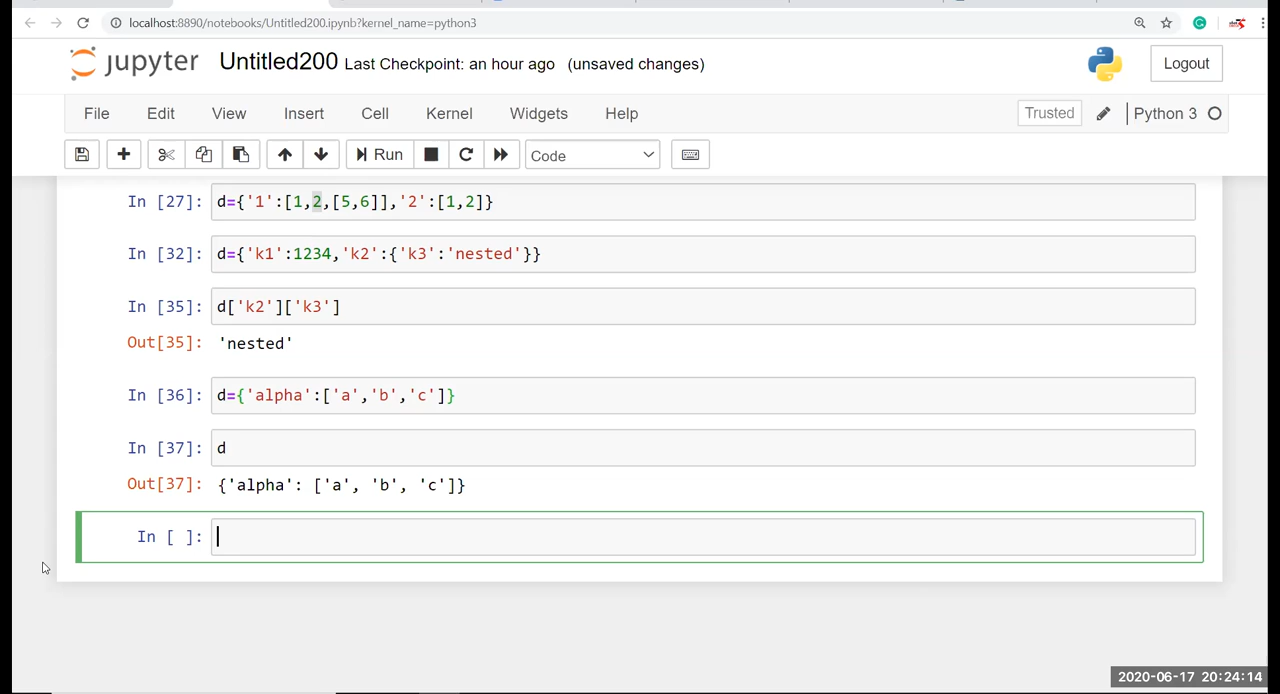 localhost:8890/notebooks/Untitled200.ipynb?kernel_name=python3
jupyter Untitled200 Last Checkpoint: an hour ago (unsaved changes) Logout
File Edit View Insert Cell Kernel Widgets Help Trusted Python 3
Run Code
In [27]: d={'1':[1,2,[5,6]],'2':[1,2]}
In [32]: d={'k1':1234,'k2':{'k3':'nested'}}
In [35]: d['k2']['k3']
Out[35]: 'nested'
In [36]: d={'alpha':['a','b','c']}
In [37]: d
Out[37]: {'alpha': ['a', 'b', 'c']}
In [ ]:
2020-06-17 20:24:14